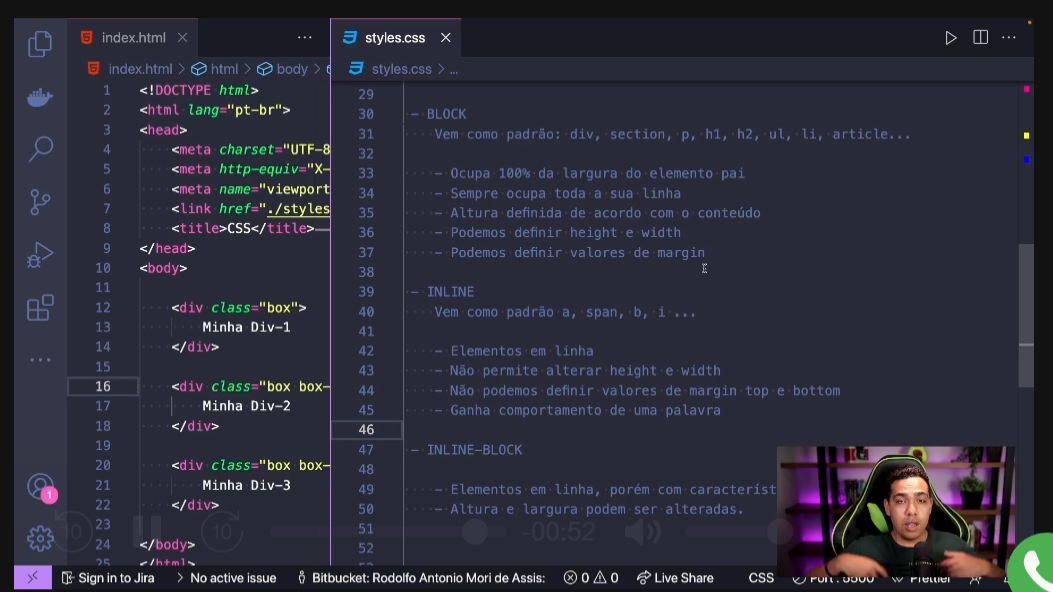 index.html
styles.css
index.html > html > body >
styles.css > ...
1 <!DOCTYPE html>
2 <html lang="pt-br">
3 <head>
4 <meta charset="UTF-8
5 <meta http-equiv="X-
6 <meta name="viewport
7 <link href="./styles
8 <title>CSS</title>
9 </head>
10 <body>
11
12 <div class="box">
13 Minha Div-1
14 </div>
15
16 <div class="box box-
17 Minha Div-2
18 </div>
19
20 <div class="box box-
21 Minha Div-3
22 </div>
23
24 </body>
25 </html>
29
30 - BLOCK
31 Vem como padrão: div, section, p, h1, h2, ul, li, article...
32
33 - Ocupa 100% da largura do elemento pai
34 - Sempre ocupa toda a sua linha
35 - Altura definida de acordo com o conteúdo
36 - Podemos definir height e width
37 - Podemos definir valores de margin
38
39 - INLINE
40 Vem como padrão a, span, b, i ...
41
42 - Elementos em linha
43 - Não permite alterar height e width
44 - Não podemos definir valores de margin top e bottom
45 - Ganha comportamento de uma palavra
46
47 - INLINE-BLOCK
48
49 - Elementos em linha, porém com característ
50 - Altura e largura podem ser alteradas.
51
52
1
10
10
-00:52
Sign in to Jira
No active issue
Bitbucket: Rodolfo Antonio Mori de Assis:
0
0
Live Share
CSS
Port : 5500
Prettier